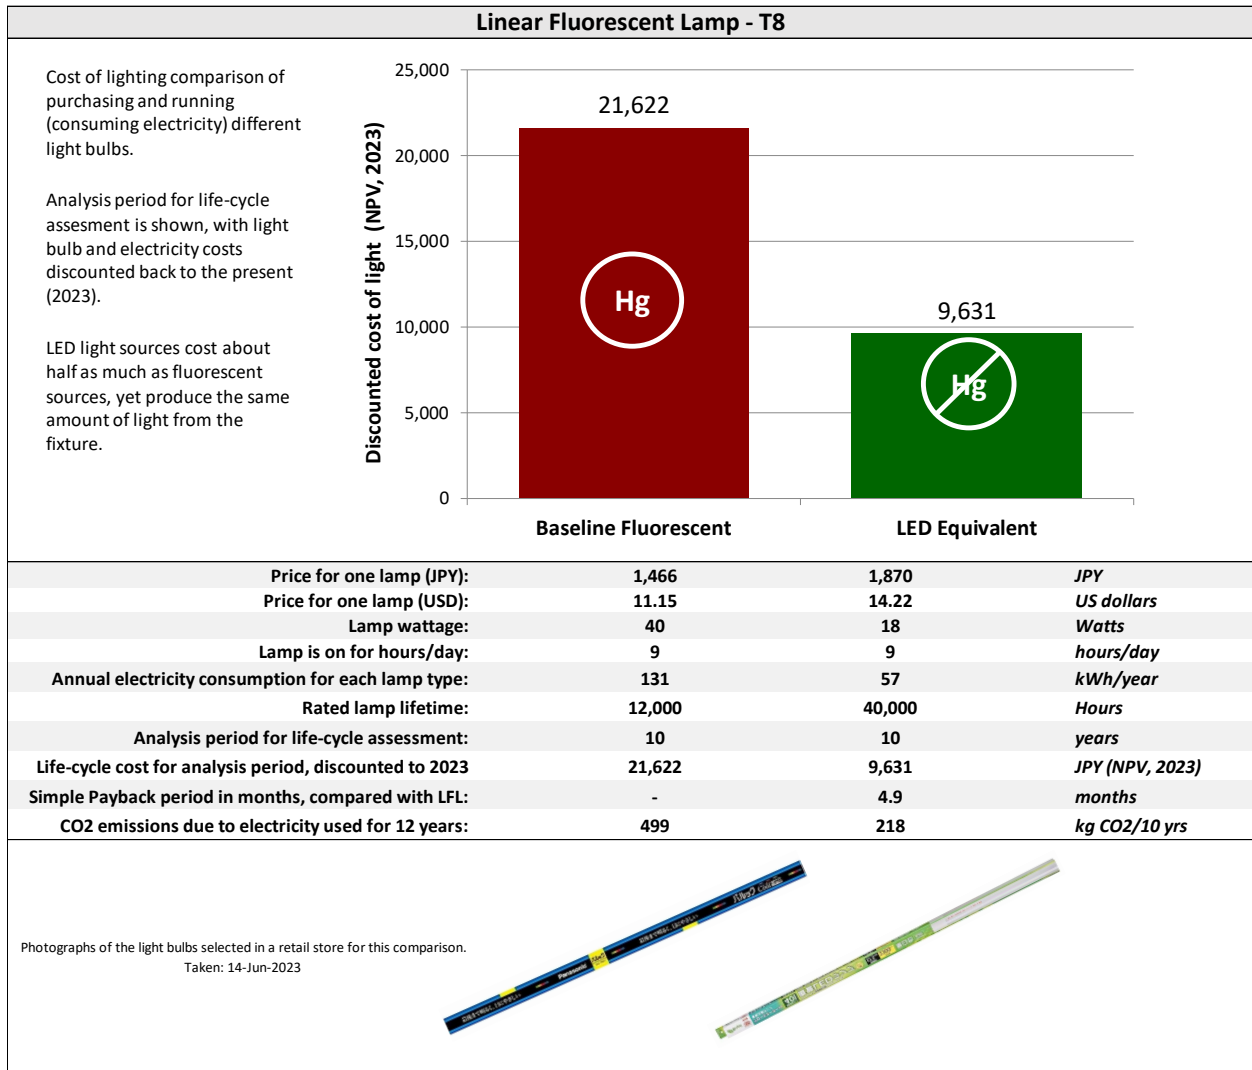 Linear Fluorescent Lamp - T8
Cost of lighting comparison of
purchasing and running
(consuming electricity) different
light bulbs.
Analysis period for life-cycle
assesment is shown, with light
bulb and electricity costs
discounted back to the present
(2023).
LED light sources cost about
half as much as fluorescent
sources, yet produce the same
amount of light from the
fixture.
Discounted cost of light (NPV, 2023)
25,000
20,000
15,000
10,000
5,000
0
21,622
Hg
9,631
Hg
Baseline Fluorescent LED Equivalent
Price for one lamp (JPY): 1,466 1,870 JPY
Price for one lamp (USD): 11.15 14.22 US dollars
Lamp wattage: 40 18 Watts
Lamp is on for hours/day: 9 9 hours/day
Annual electricity consumption for each lamp type: 131 57 kWh/year
Rated lamp lifetime: 12,000 40,000 Hours
Analysis period for life-cycle assessment: 10 10 years
Life-cycle cost for analysis period, discounted to 2023 21,622 9,631 JPY (NPV, 2023)
Simple Payback period in months, compared with LFL: - 4.9 months
CO2 emissions due to electricity used for 12 years: 499 218 kg CO2/10 yrs
Photographs of the light bulbs selected in a retail store for this comparison.
Taken: 14-Jun-2023
Panasonic
パルック